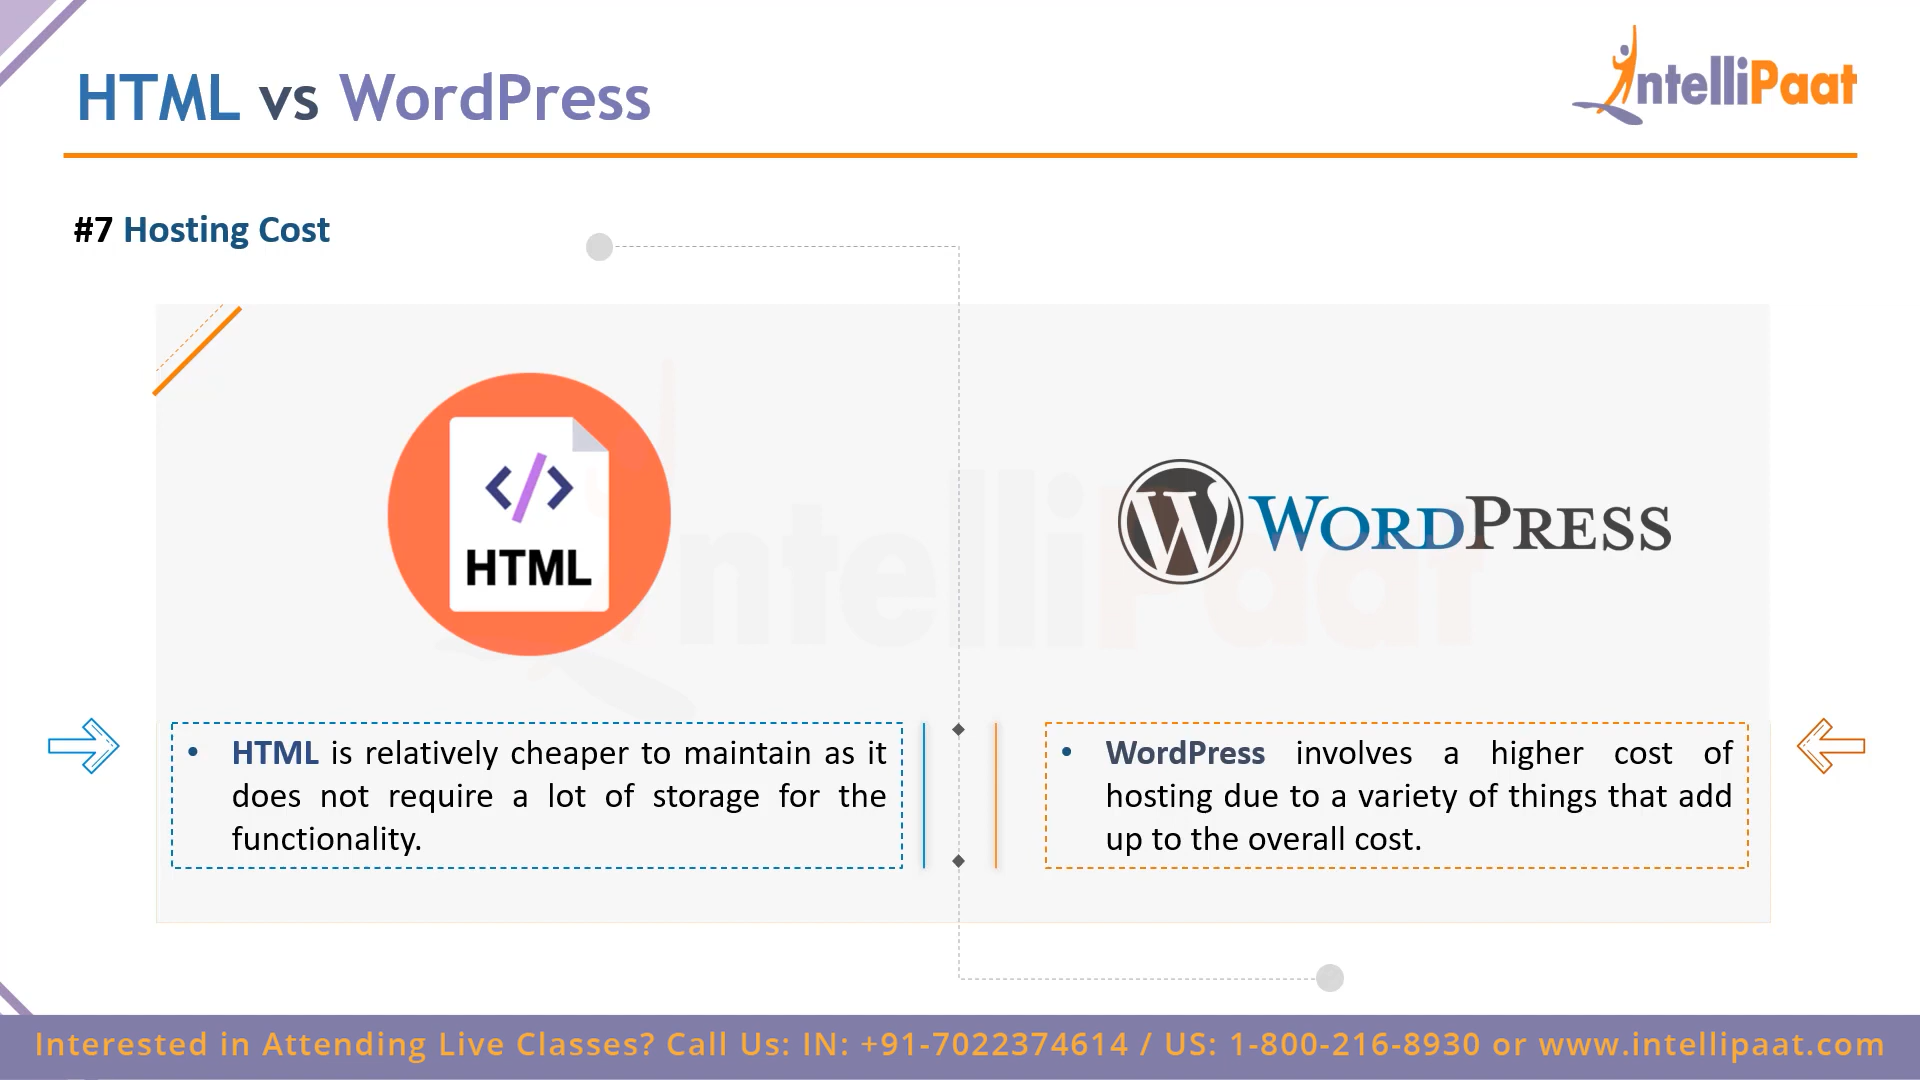 HTML vs WordPress
IntelliPaat
#7 Hosting Cost
HTML
WORDPRESS
IntelliPaat
• HTML is relatively cheaper to maintain as it
does not require a lot of storage for the
functionality.
• WordPress involves a higher cost of
hosting due to a variety of things that add
up to the overall cost.
Interested in Attending Live Classes? Call Us: IN: +91-7022374614 / US: 1-800-216-8930 or www.intellipaat.com